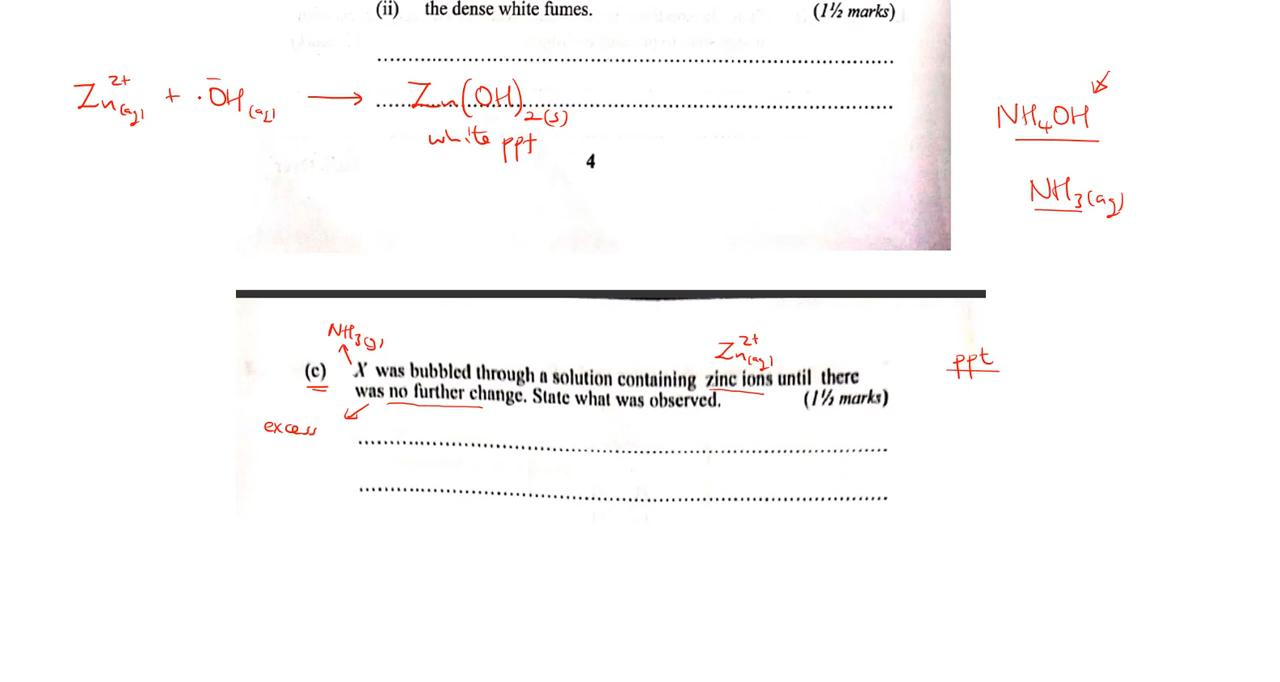 (ii) the dense white fumes. (1½ marks)
Zn²⁺(aq) + ⁻OH(aq) ⟶ Zn(OH)₂(s)
white ppt
NH₄OH
4
NH₃(aq)
NH₃(g)
Zn²⁺(aq)
ppt
(c) X was bubbled through a solution containing zinc ions until there
was no further change. State what was observed. (1½ marks)
excess